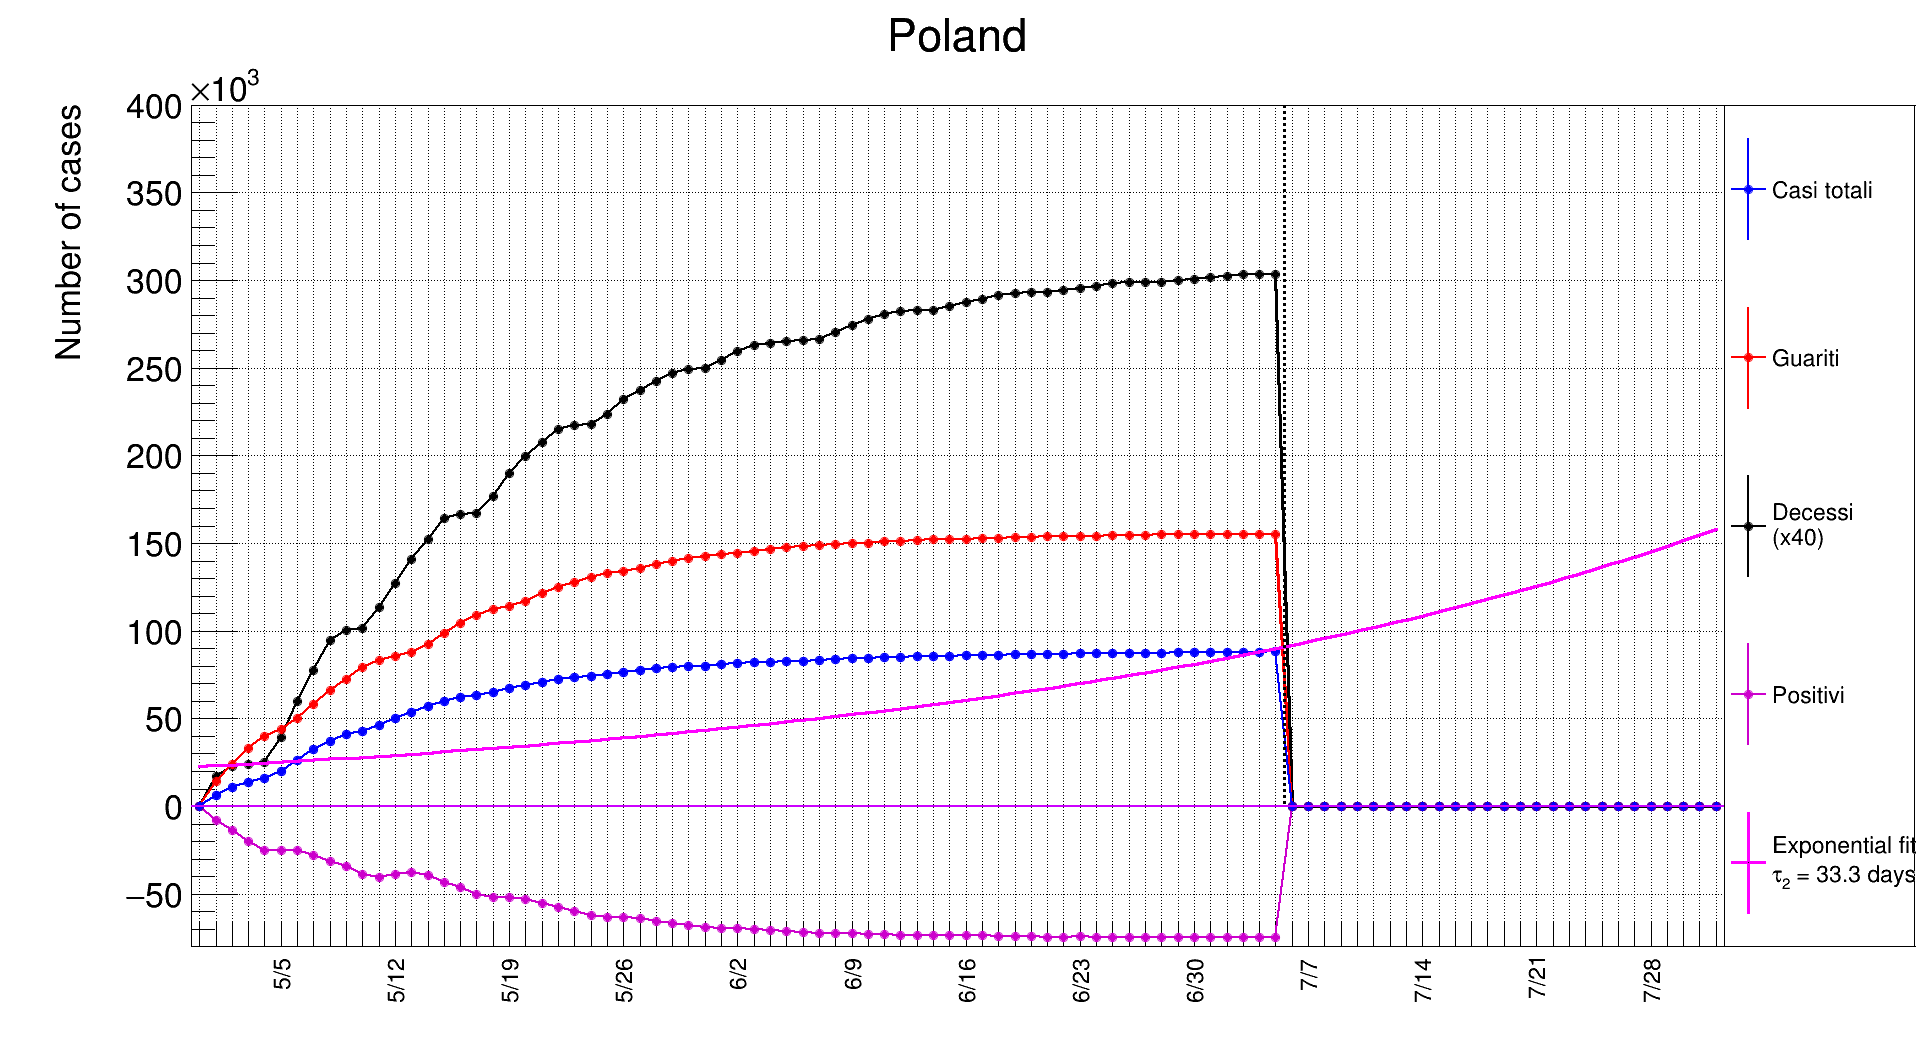 Poland
×10³
Number of cases
400
350
300
250
200
150
100
50
0
−50
5/5
5/12
5/19
5/26
6/2
6/9
6/16
6/23
6/30
7/7
7/14
7/21
7/28
Casi totali
Guariti
Decessi
(x40)
Positivi
Exponential fit
τ₂ = 33.3 days